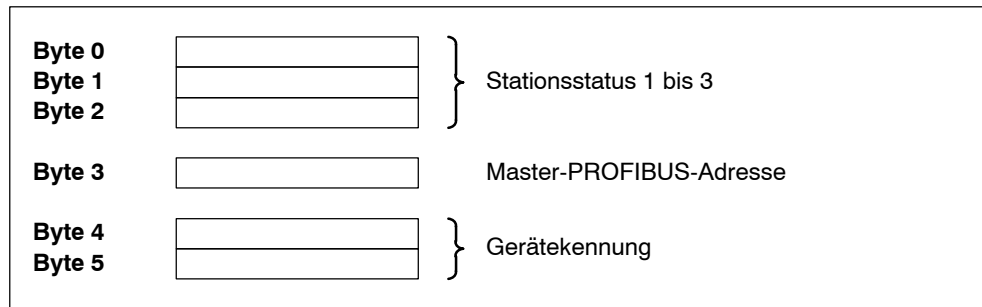 Byte 0
Byte 1
Byte 2
Stationsstatus 1 bis 3
Byte 3
Master-PROFIBUS-Adresse
Byte 4
Byte 5
Gerätekennung